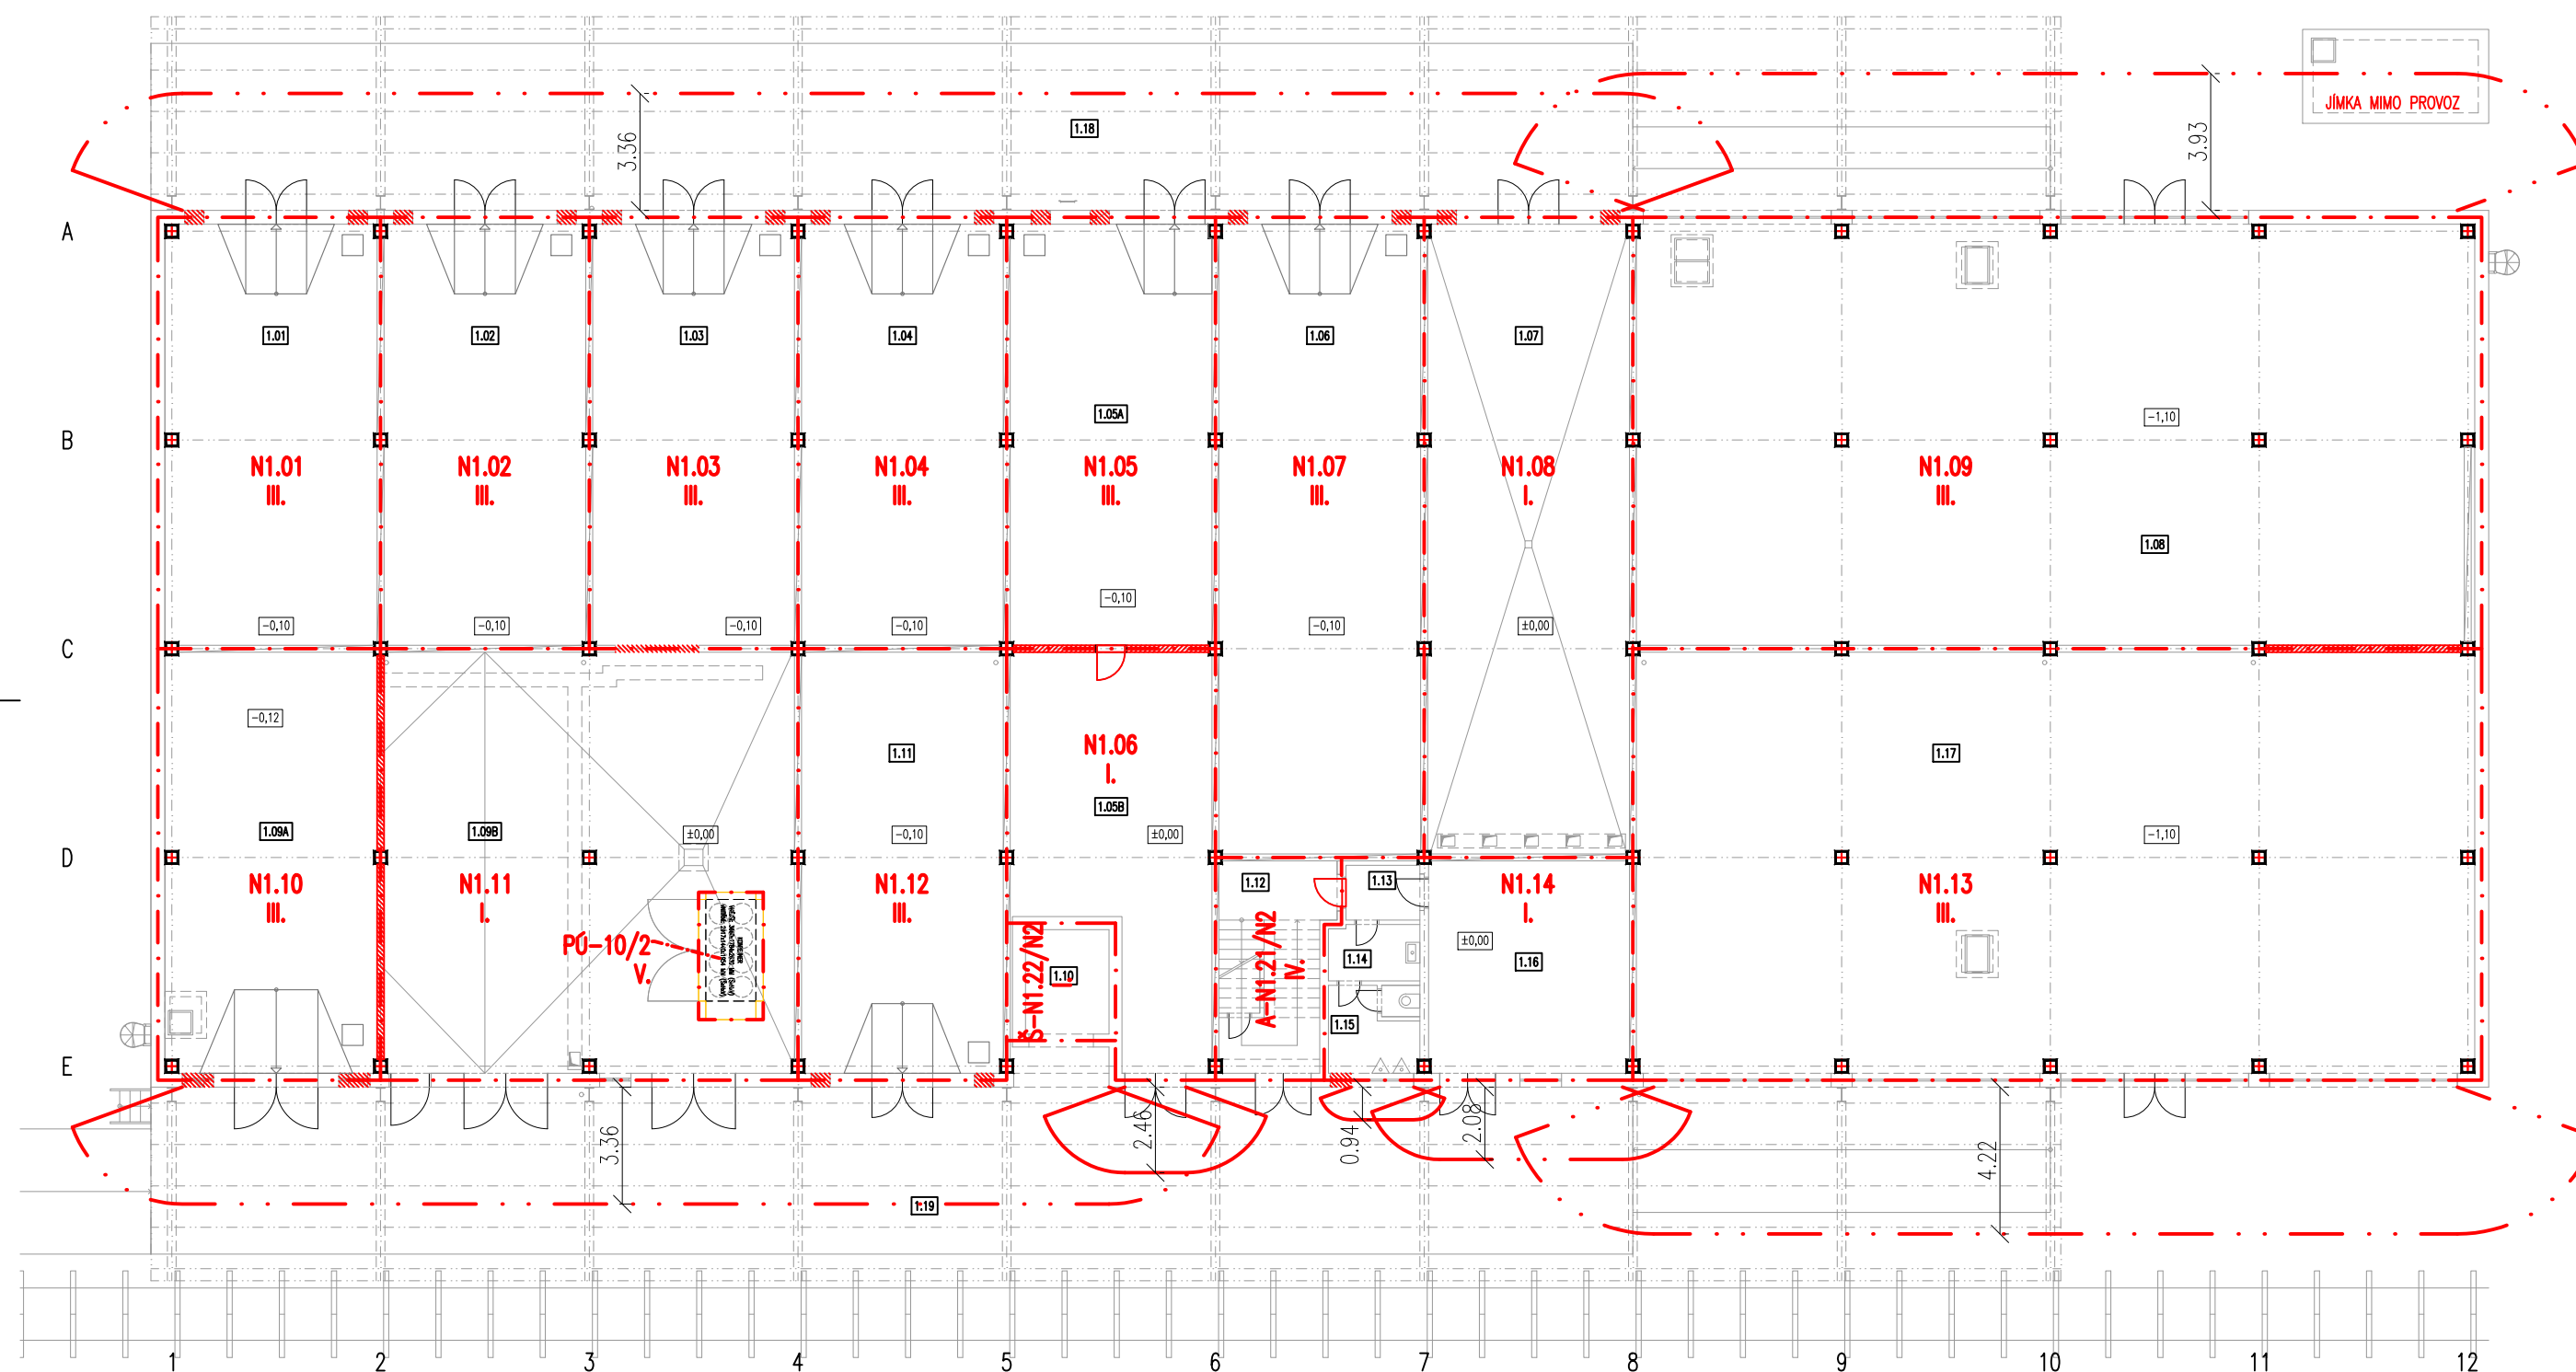 JÍMKA MIMO PROVOZ
1.18
3.36
3.93
A
1.01
1.02
1.03
1.04
1.06
1.07
1.05A
-1,10
B
N1.01
III.
N1.02
III.
N1.03
III.
N1.04
III.
N1.05
III.
N1.07
III.
N1.08
I.
N1.09
III.
1.08
-0,10
-0,10
-0,10
-0,10
-0,10
-0,10
±0,00
C
-0,12
1.11
N1.06
I.
1.17
1.05B
1.09A
1.09B
±0,00
-0,10
±0,00
-1,10
D
N1.10
III.
N1.11
I.
N1.12
III.
1.12
1.13
N1.14
I.
N1.13
III.
PÚ-10/2
V.
Š-N1.22/N2
1.10
I.
A-N1.21/N2
IV.
1.14
±0,00
1.16
1.15
E
3.36
2.46
0.94
2.08
4.22
1.19
1
2
3
4
5
6
7
8
9
10
11
12